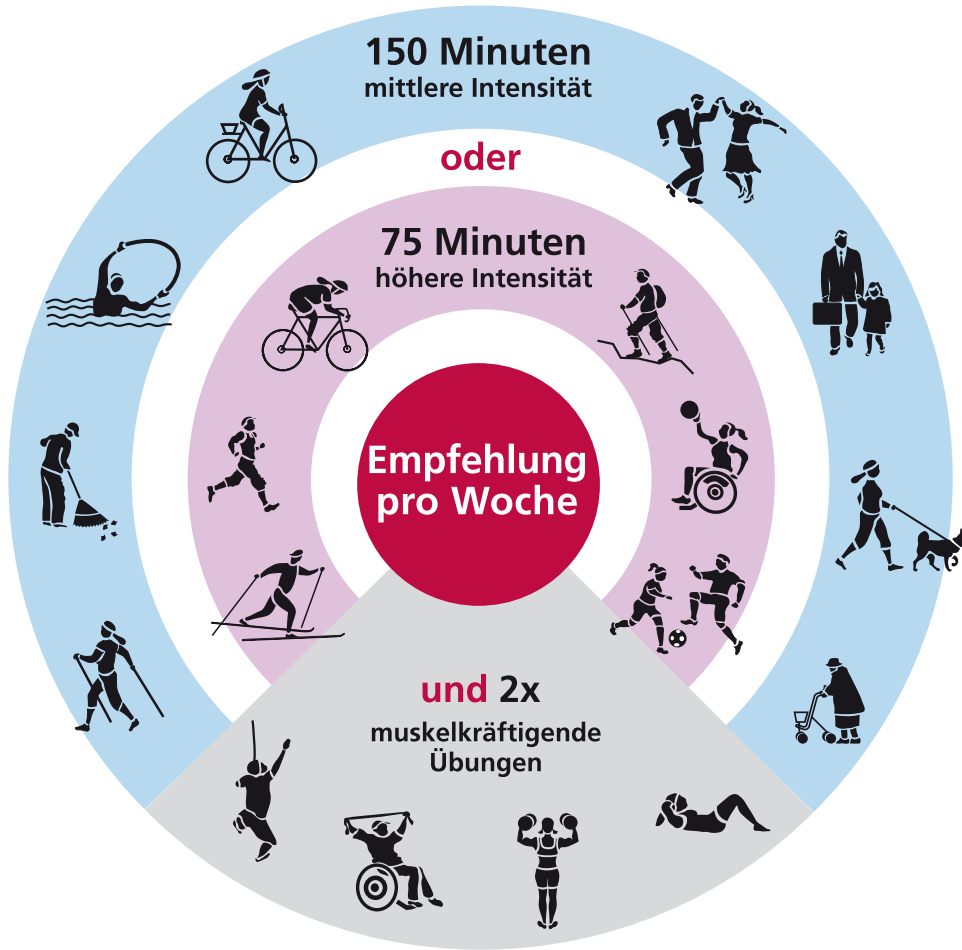 150 Minuten
mittlere Intensität
oder
75 Minuten
höhere Intensität
Empfehlung
pro Woche
und 2x
muskelkräftigende
Übungen